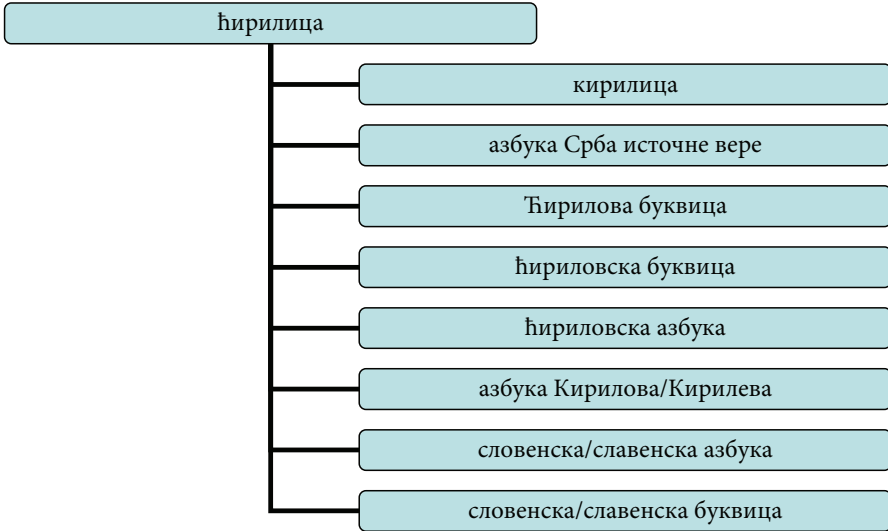 ћирилица
кирилица
азбука Срба источне вере
Ћирилова буквица
ћириловска буквица
ћириловска азбука
азбука Кирилова/Кирилева
словенска/славенска азбука
словенска/славенска буквица